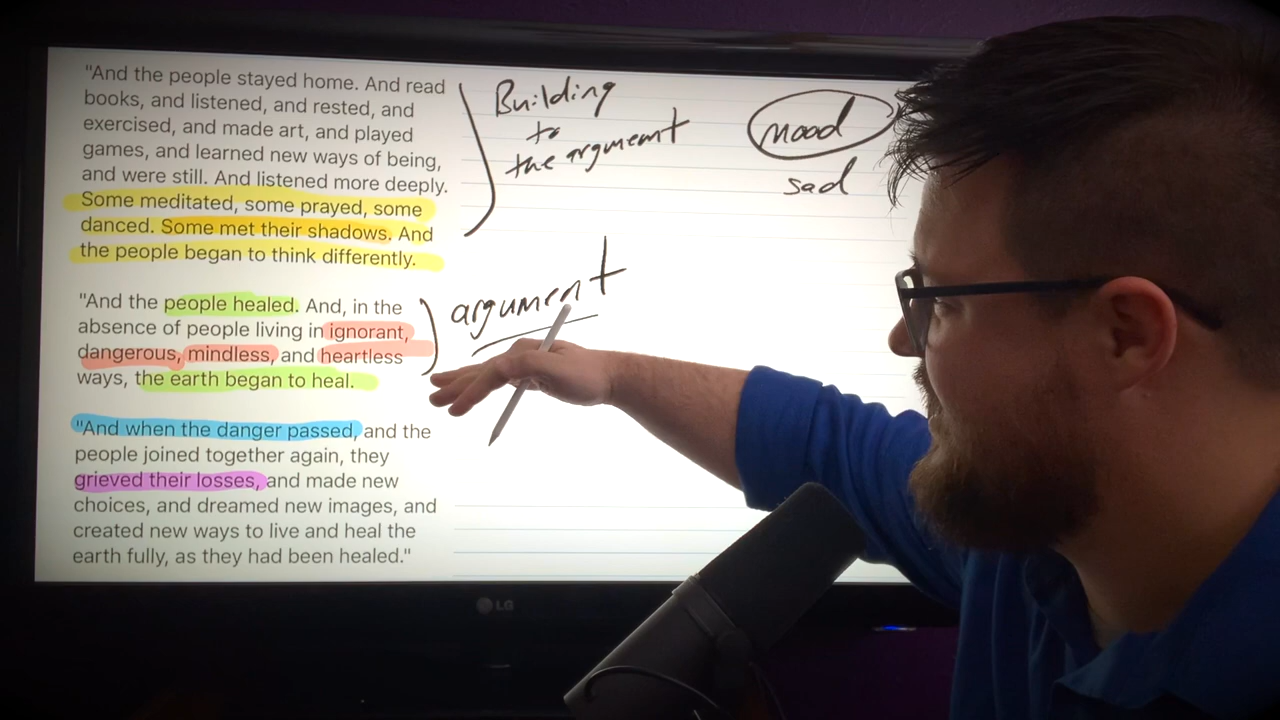 "And the people stayed home. And read
books, and listened, and rested, and
exercised, and made art, and played
games, and learned new ways of being,
and were still. And listened more deeply.
Some meditated, some prayed, some
danced. Some met their shadows. And
the people began to think differently.
"And the people healed. And, in the
absence of people living in ignorant,
dangerous, mindless, and heartless
ways, the earth began to heal.
"And when the danger passed, and the
people joined together again, they
grieved their losses, and made new
choices, and dreamed new images, and
created new ways to live and heal the
earth fully, as they had been healed."
Building
to
the argument
argument
mood
sad
LG